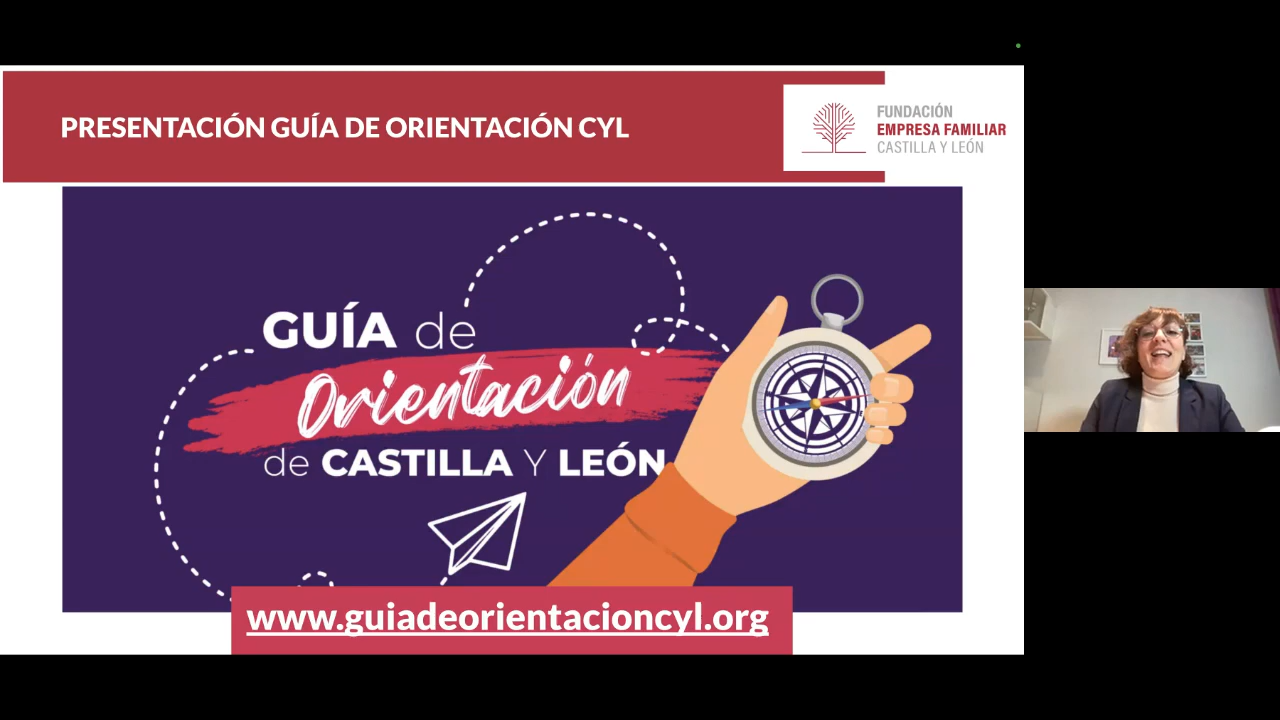 PRESENTACIÓN GUÍA DE ORIENTACIÓN CYL
FUNDACIÓN
EMPRESA FAMILIAR
CASTILLA Y LEÓN
GUÍA de
Orientación
de CASTILLA Y LEÓN
www.guiadeorientacioncyl.org